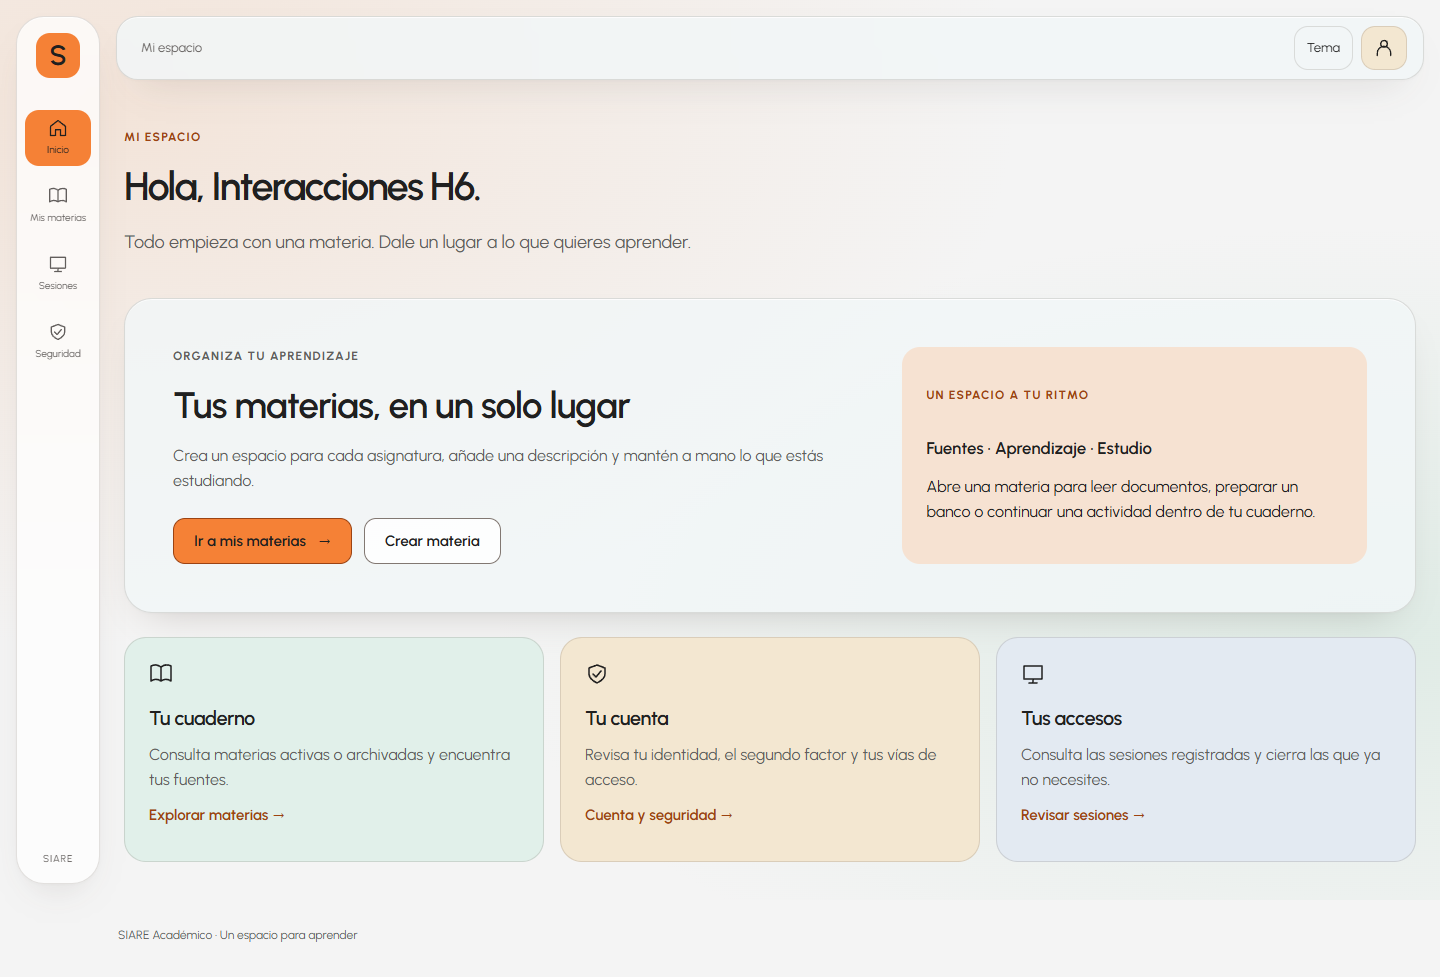 S
Inicio
Mis materias
Sesiones
Seguridad
SIARE
Mi espacio
Tema
MI ESPACIO
Hola, Interacciones H6.
Todo empieza con una materia. Dale un lugar a lo que quieres aprender.
ORGANIZA TU APRENDIZAJE
Tus materias, en un solo lugar
Crea un espacio para cada asignatura, añade una descripción y mantén a mano lo que estás
estudiando.
Ir a mis materias →
Crear materia
UN ESPACIO A TU RITMO
Fuentes · Aprendizaje · Estudio
Abre una materia para leer documentos, preparar un
banco o continuar una actividad dentro de tu cuaderno.
Tu cuaderno
Consulta materias activas o archivadas y encuentra
tus fuentes.
Explorar materias →
Tu cuenta
Revisa tu identidad, el segundo factor y tus vías de
acceso.
Cuenta y seguridad →
Tus accesos
Consulta las sesiones registradas y cierra las que ya
no necesites.
Revisar sesiones →
SIARE Académico · Un espacio para aprender